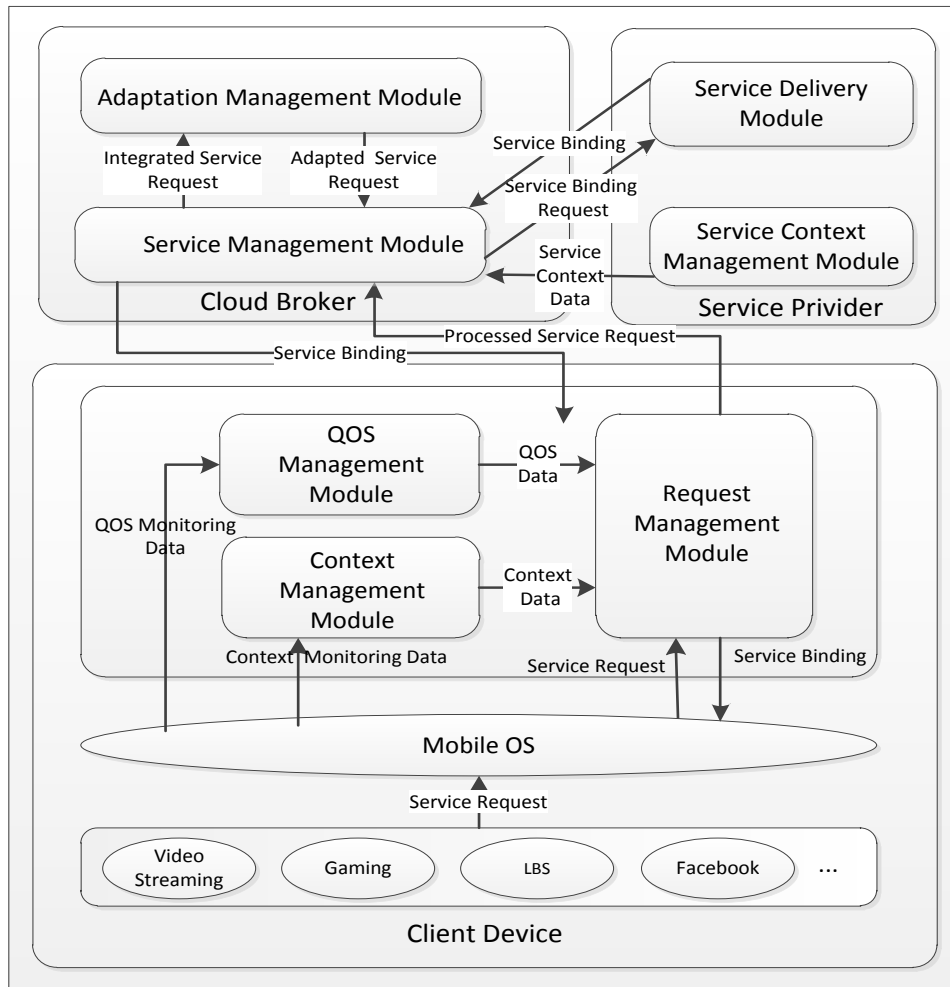 Adaptation Management Module
Integrated Service
Request
Adapted Service
Request
Service Management Module
Cloud Broker
Service Delivery
Module
Service Binding
Service Binding
Request
Service Context
Management Module
Service
Context
Data
Service Provider
Processed Service Request
Service Binding
QOS
Management
Module
QOS
Data
Request
Management
Module
QOS Monitoring
Data
Context
Management
Module
Context
Data
Context Monitoring Data
Service Request
Service Binding
Mobile OS
Service Request
Video
Streaming
Gaming
LBS
Facebook
...
Client Device